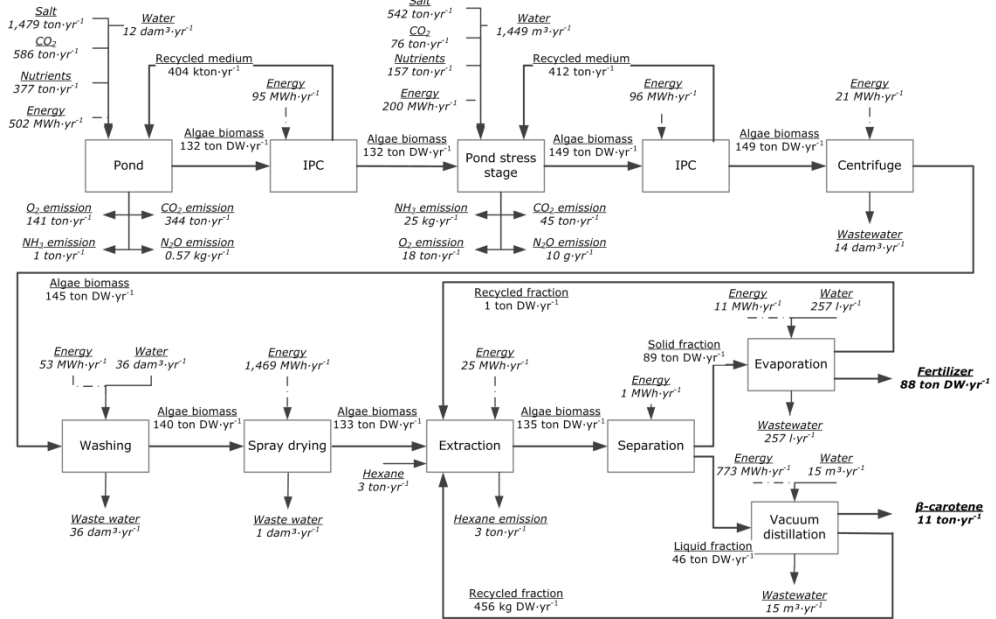 Salt
1,479 ton·yr⁻¹
Water
12 dam³·yr⁻¹
CO₂
586 ton·yr⁻¹
Nutrients
377 ton·yr⁻¹
Energy
502 MWh·yr⁻¹
Recycled medium
404 kton·yr⁻¹
Energy
95 MWh·yr⁻¹
Pond
Algae biomass
132 ton DW·yr⁻¹
IPC
Algae biomass
132 ton DW·yr⁻¹
O₂ emission
141 ton·yr⁻¹
CO₂ emission
344 ton·yr⁻¹
NH₃ emission
1 ton·yr⁻¹
N₂O emission
0.57 kg·yr⁻¹
Salt
542 ton·yr⁻¹
Water
1,449 m³·yr⁻¹
CO₂
76 ton·yr⁻¹
Nutrients
157 ton·yr⁻¹
Energy
200 MWh·yr⁻¹
Recycled medium
412 ton·yr⁻¹
Energy
96 MWh·yr⁻¹
Pond stress
stage
Algae biomass
149 ton DW·yr⁻¹
IPC
Algae biomass
149 ton DW·yr⁻¹
Energy
21 MWh·yr⁻¹
Centrifuge
NH₃ emission
25 kg·yr⁻¹
CO₂ emission
45 ton·yr⁻¹
O₂ emission
18 ton·yr⁻¹
N₂O emission
10 g·yr⁻¹
Wastewater
14 dam³·yr⁻¹
Algae biomass
145 ton DW·yr⁻¹
Energy
53 MWh·yr⁻¹
Water
36 dam³·yr⁻¹
Washing
Waste water
36 dam³·yr⁻¹
Algae biomass
140 ton DW·yr⁻¹
Energy
1,469 MWh·yr⁻¹
Spray drying
Waste water
1 dam³·yr⁻¹
Algae biomass
133 ton DW·yr⁻¹
Recycled fraction
1 ton DW·yr⁻¹
Energy
25 MWh·yr⁻¹
Extraction
Hexane
3 ton·yr⁻¹
Hexane emission
3 ton·yr⁻¹
Algae biomass
135 ton DW·yr⁻¹
Energy
1 MWh·yr⁻¹
Separation
Solid fraction
89 ton DW·yr⁻¹
Energy
11 MWh·yr⁻¹
Water
257 l·yr⁻¹
Evaporation
Fertilizer
88 ton DW·yr⁻¹
Wastewater
257 l·yr⁻¹
Energy
773 MWh·yr⁻¹
Water
15 m³·yr⁻¹
Vacuum
distillation
β-carotene
11 ton·yr⁻¹
Liquid fraction
46 ton DW·yr⁻¹
Wastewater
15 m³·yr⁻¹
Recycled fraction
456 kg DW·yr⁻¹